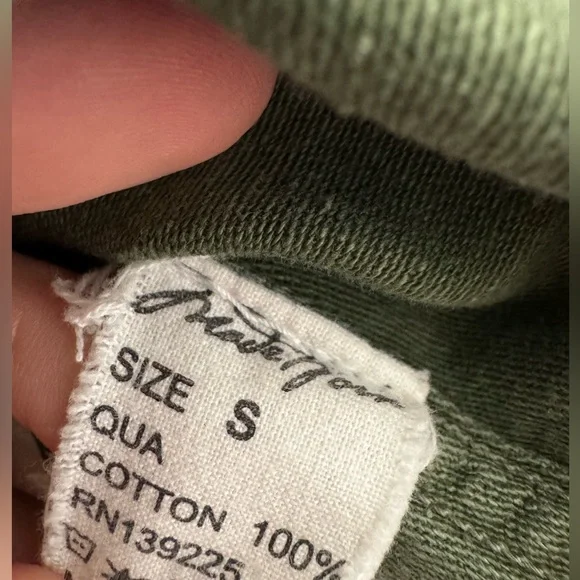 SIZE S
QUA
COTTON 100%
RN139225